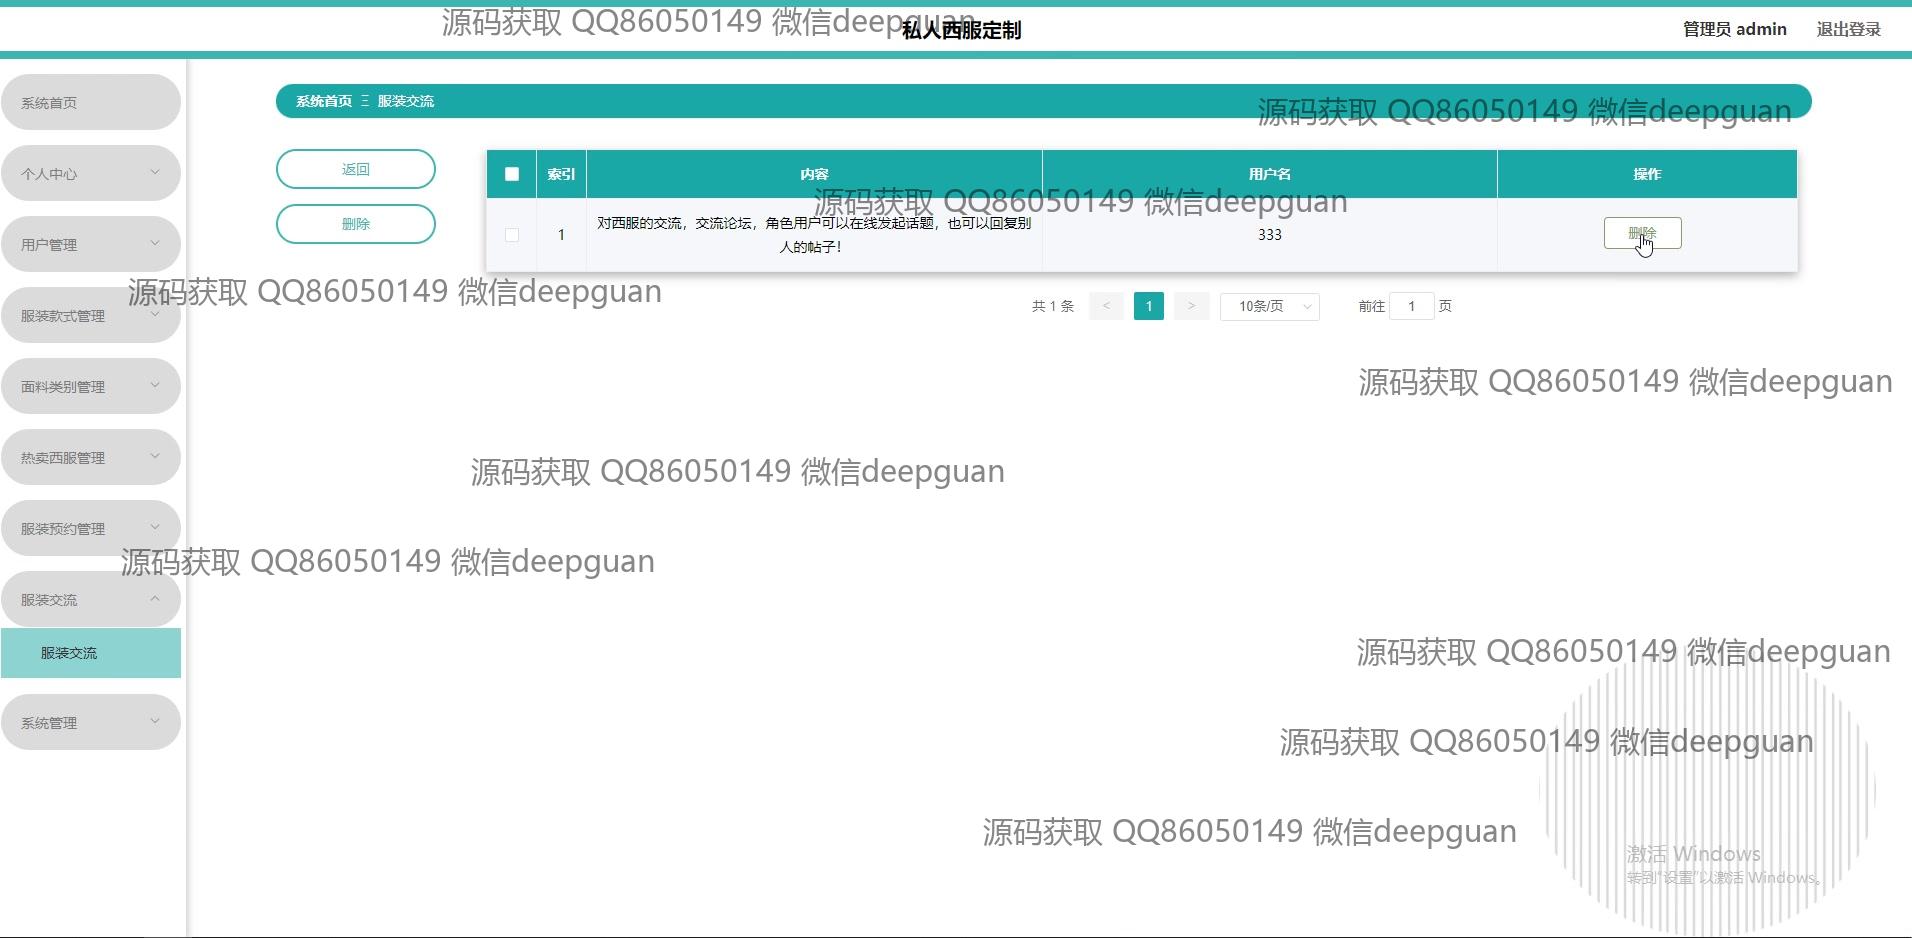 源码获取 QQ86050149 微信deepguan
私人西服定制
管理员 admin
退出登录
系统首页
个人中心
用户管理
服装款式管理
面料类别管理
热卖西服管理
服装预约管理
服装交流
服装交流
系统管理
系统首页 Ξ 服装交流
源码获取 QQ86050149 微信deepguan
返回
删除
索引
内容
用户名
操作
源码获取 QQ86050149 微信deepguan
1
对西服的交流，交流论坛，角色用户可以在线发起话题，也可以回复别
人的帖子！
333
删除
源码获取 QQ86050149 微信deepguan
共 1 条
<
1
>
10条/页
前往 1 页
源码获取 QQ86050149 微信deepguan
源码获取 QQ86050149 微信deepguan
源码获取 QQ86050149 微信deepguan
源码获取 QQ86050149 微信deepguan
源码获取 QQ86050149 微信deepguan
源码获取 QQ86050149 微信deepguan
激活 Windows
转到"设置"以激活 Windows。